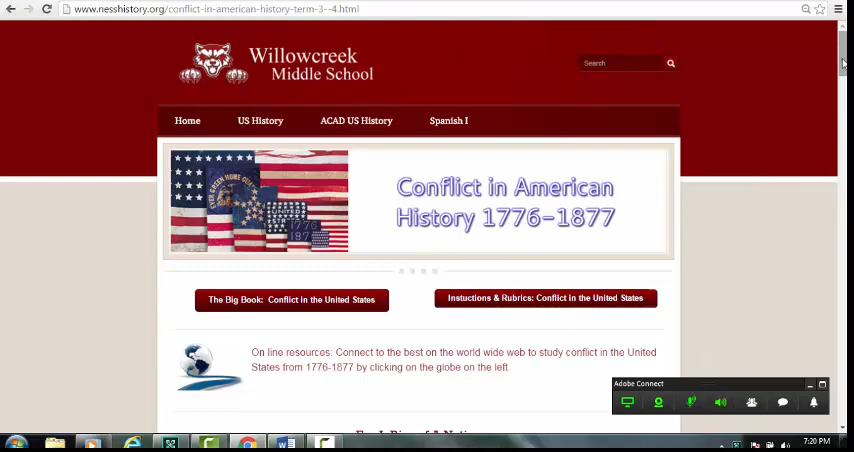 www.nesshistory.org/conflict-in-american-history-term-3--4.html
Willowcreek
Middle School
Search
Home
US History
ACAD US History
Spanish I
Conflict in American
History 1776-1877
The Big Book: Conflict in the United States
Instuctions & Rubrics: Conflict in the United States
On line resources: Connect to the best on the world wide web to study conflict in the United
States from 1776-1877 by clicking on the globe on the left.
Adobe Connect
7:20 PM